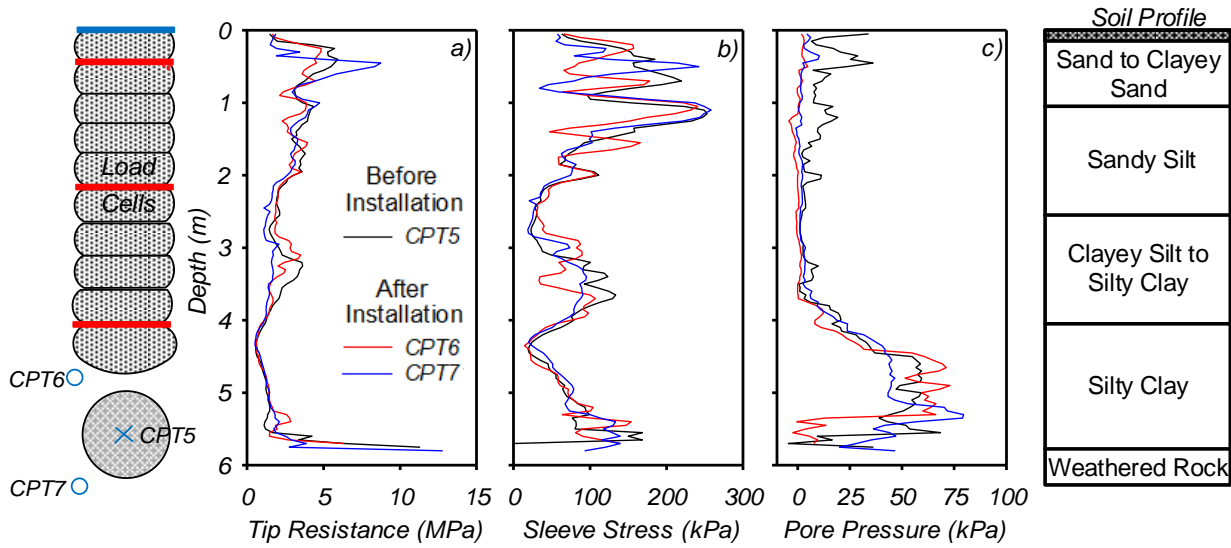 Soil Profile
0
1
2
3
4
5
6
Depth (m)
Load
Cells
CPT6
CPT5
CPT7
a)
Before
Installation
CPT5
After
Installation
CPT6
CPT7
0
5
10
15
Tip Resistance (MPa)
b)
0
100
200
300
Sleeve Stress (kPa)
c)
0
25
50
75
100
Pore Pressure (kPa)
Sand to Clayey
Sand
Sandy Silt
Clayey Silt to
Silty Clay
Silty Clay
Weathered Rock